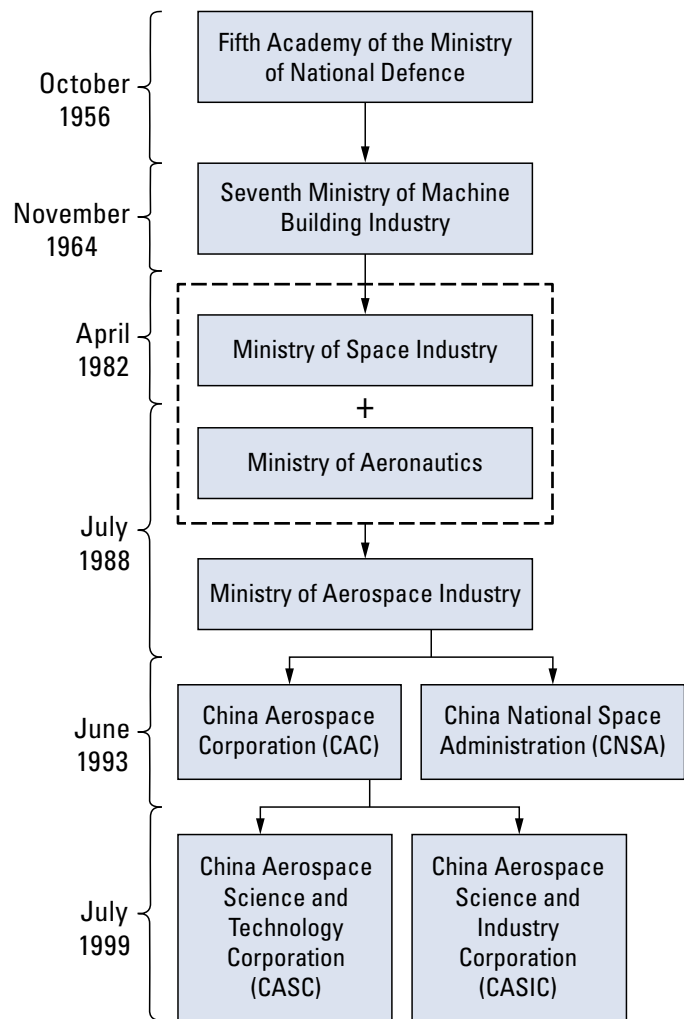 October
1956
Fifth Academy of the Ministry
of National Defence
November
1964
Seventh Ministry of Machine
Building Industry
April
1982
Ministry of Space Industry
+
Ministry of Aeronautics
July
1988
Ministry of Aerospace Industry
June
1993
China Aerospace
Corporation (CAC)
China National Space
Administration (CNSA)
July
1999
China Aerospace
Science and
Technology
Corporation
(CASC)
China Aerospace
Science and
Industry
Corporation
(CASIC)